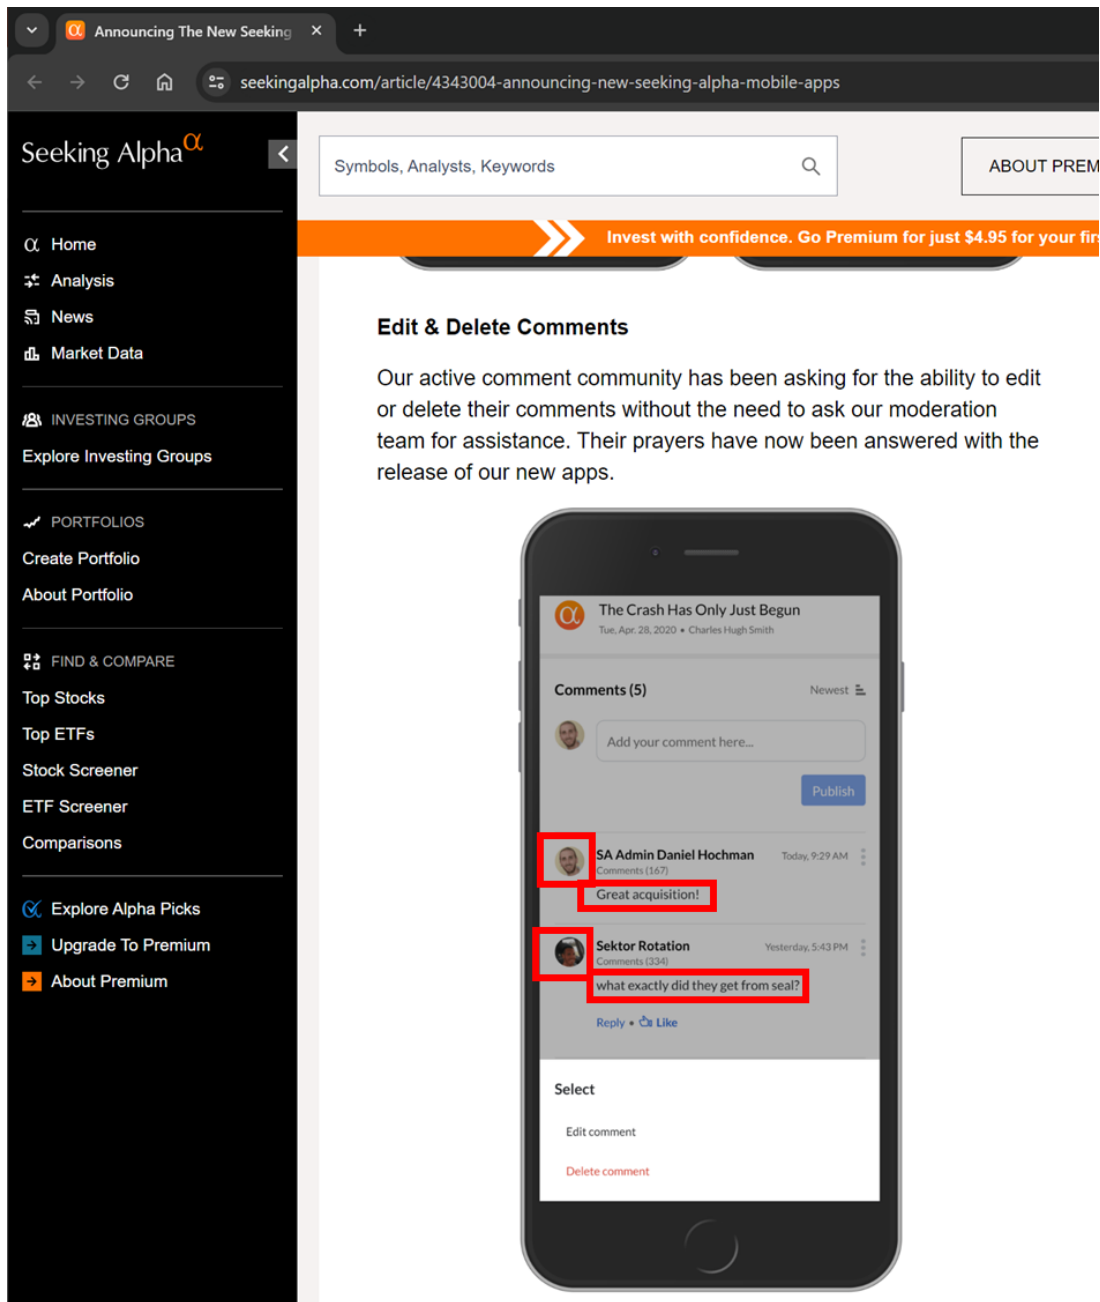 Announcing The New Seeking
seekingalpha.com/article/4343004-announcing-new-seeking-alpha-mobile-apps
Seeking Alpha α
Symbols, Analysts, Keywords
ABOUT PREM
Invest with confidence. Go Premium for just $4.95 for your firs
Home
Analysis
News
Market Data
INVESTING GROUPS
Explore Investing Groups
PORTFOLIOS
Create Portfolio
About Portfolio
FIND & COMPARE
Top Stocks
Top ETFs
Stock Screener
ETF Screener
Comparisons
Explore Alpha Picks
Upgrade To Premium
About Premium
Edit & Delete Comments
Our active comment community has been asking for the ability to edit
or delete their comments without the need to ask our moderation
team for assistance. Their prayers have now been answered with the
release of our new apps.
The Crash Has Only Just Begun
Tue, Apr. 28, 2020 • Charles Hugh Smith
Comments (5) Newest
Add your comment here...
Publish
SA Admin Daniel Hochman Today, 9:29 AM
Comments (167)
Great acquisition!
Sektor Rotation Yesterday, 5:43 PM
Comments (334)
what exactly did they get from seal?
Reply • Like
Select
Edit comment
Delete comment